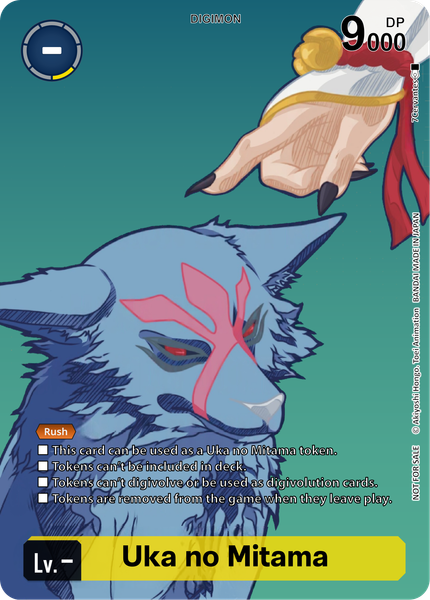 DIGIMON
–
DP
9000
7Cervantes
Rush
■ This card can be used as a Uka no Mitama token.
■ Tokens can't be included in deck.
■ Tokens can't digivolve or be used as digivolution cards.
■ Tokens are removed from the game when they leave play.
Lv.–
Uka no Mitama
NOT FOR SALE © Akiyoshi Hongo, Toei Animation BANDAI MADE IN JAPAN